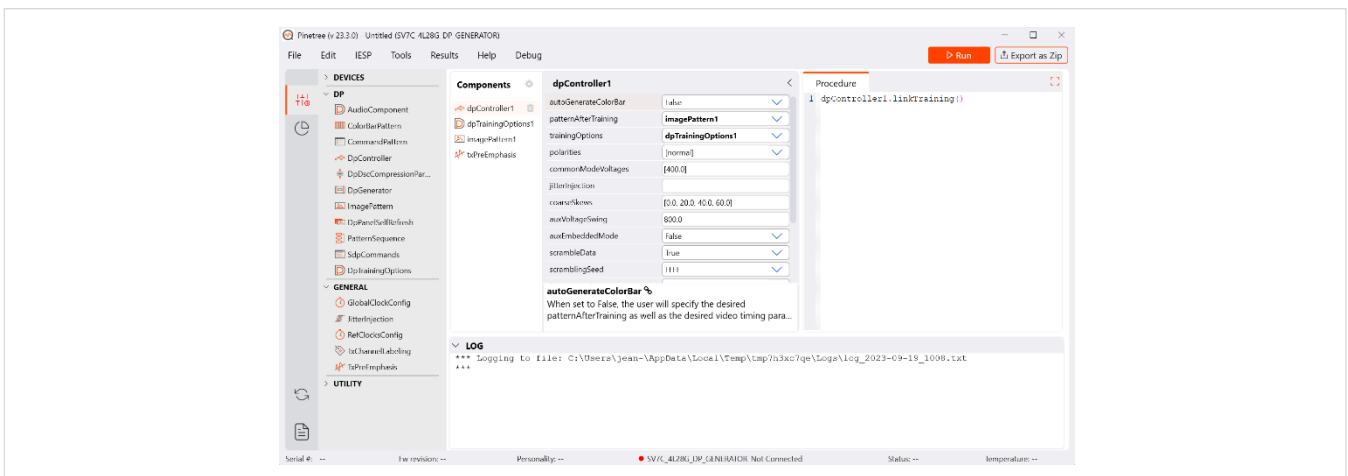 Pinetree (v 23.3.0) Untitled (SV7C_4L28G_DP_GENERATOR)
File Edit IESP Tools Results Help Debug
Run
Export as Zip
DEVICES
DP
AudioComponent
ColorBarPattern
CommandPattern
DpController
DpDscCompressionPar...
DpGenerator
ImagePattern
DpPanelSelfRefresh
PatternSequence
SdpCommands
DpTrainingOptions
GENERAL
GlobalClockConfig
JitterInjection
RefClocksConfig
TxChannelLabeling
TxPreEmphasis
UTILITY
Components
dpController1
dpTrainingOptions1
imagePattern1
txPreEmphasis
dpController1
autoGenerateColorBar False
patternAfterTraining imagePattern1
trainingOptions dpTrainingOptions1
polarities [normal]
commonModeVoltages [400.0]
jitterInjection
coarseSkews [0.0, 20.0, 40.0, 60.0]
auxVoltageSwing 800.0
auxEmbeddedMode False
scrambleData True
scramblingSeed
autoGenerateColorBar
When set to False, the user will specify the desired
patternAfterTraining as well as the desired video timing para...
Procedure
1 dpController1.linkTraining()
LOG
*** Logging to file: C:\Users\jean-\AppData\Local\Temp\tmp7h3xc7qe\Logs\log_2023-09-19_1008.txt
***
Serial #: -- Fw revision: -- Personality: -- SV7C_4L28G_DP_GENERATOR Not Connected Status: -- Temperature: --